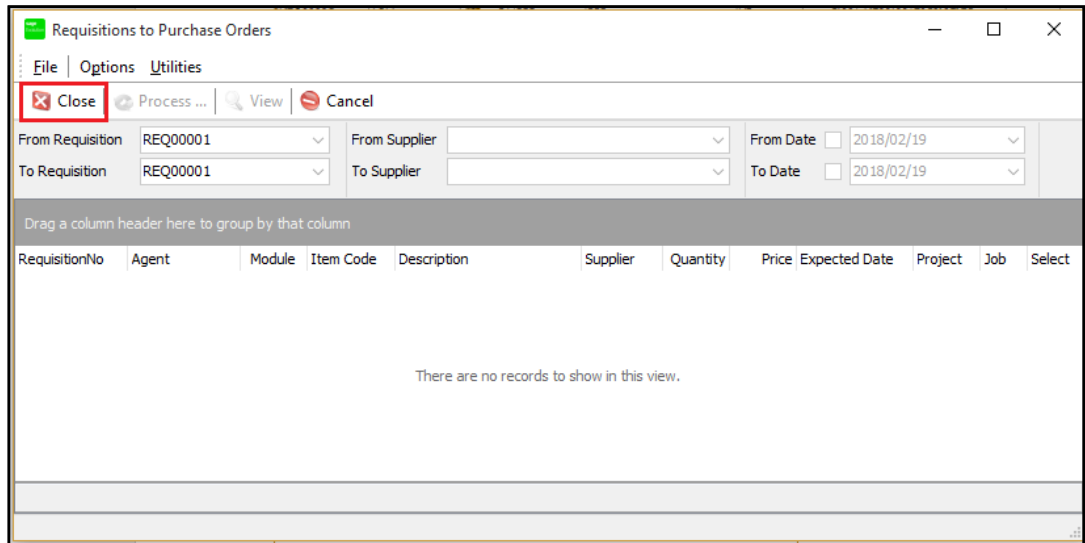 Requisitions to Purchase Orders
File Options Utilities
Close Process ... View Cancel
From Requisition REQ00001 From Supplier From Date 2018/02/19
To Requisition REQ00001 To Supplier To Date 2018/02/19
Drag a column header here to group by that column
RequisitionNo Agent Module Item Code Description Supplier Quantity Price Expected Date Project Job Select
There are no records to show in this view.